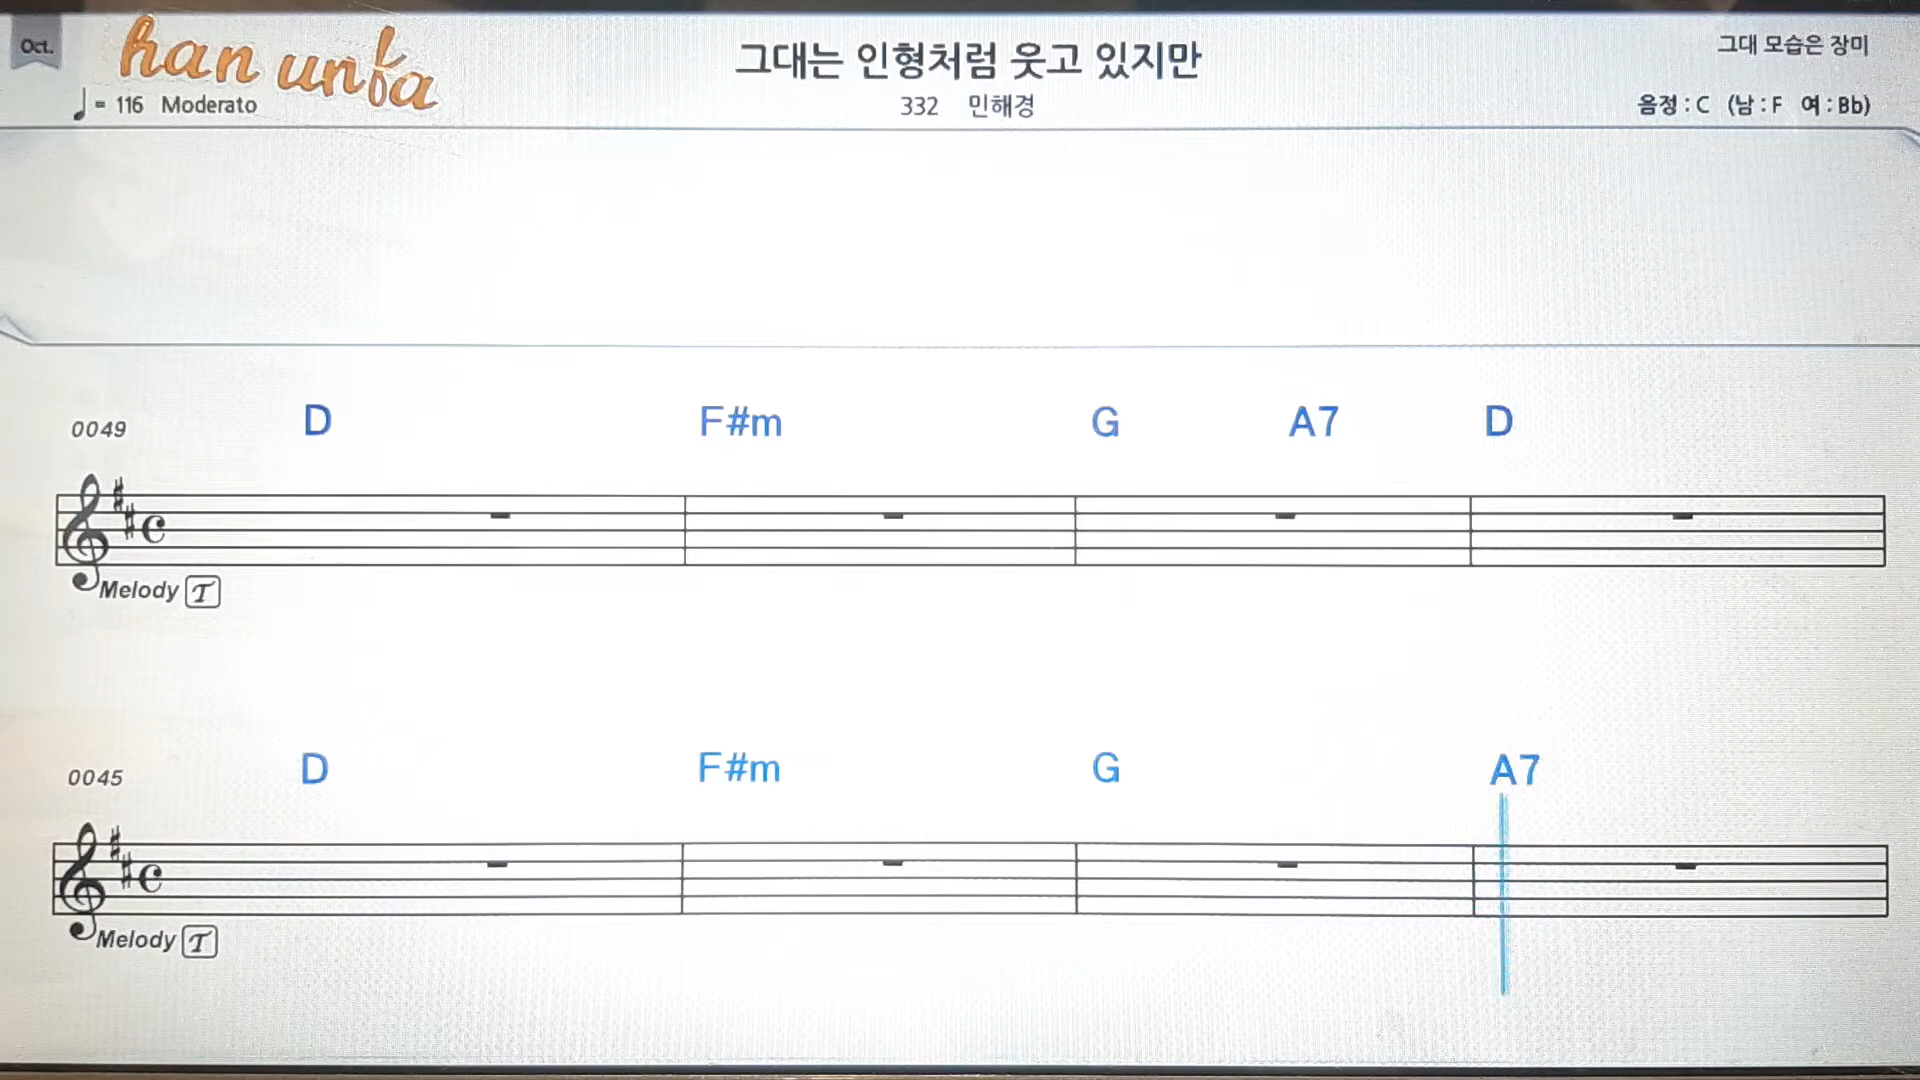 Oct.
han unfa
그대는 인형처럼 웃고 있지만
그대 모습은 장미
♩ = 116 Moderato
332 민해경
음정 : C (남 : F 여 : Bb)
0049 D F#m G A7 D
Melody T
0045 D F#m G A7
Melody T